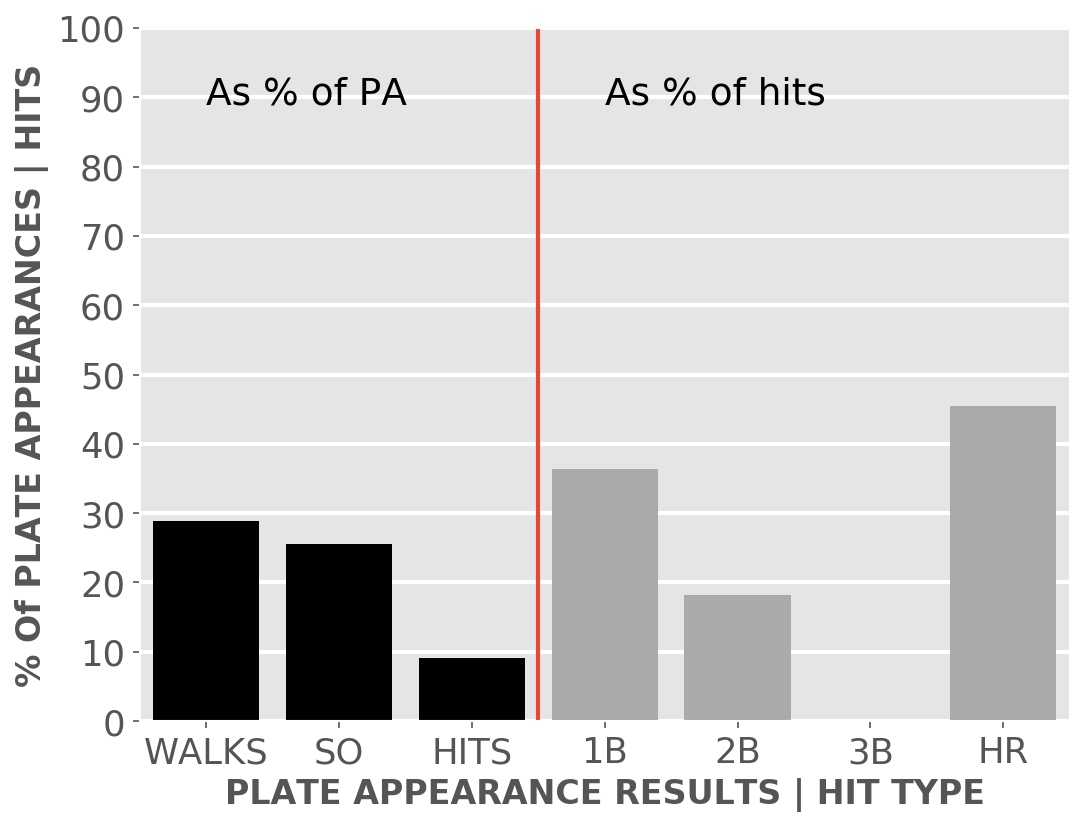 % Of PLATE APPEARANCES | HITS
100
90
80
70
60
50
40
30
20
10
0
As % of PA
As % of hits
WALKS SO HITS 1B 2B 3B HR
PLATE APPEARANCE RESULTS | HIT TYPE